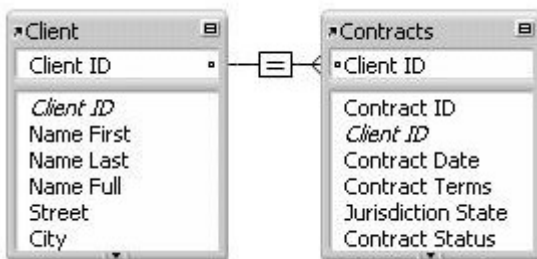 Client
Client ID
Client ID
Name First
Name Last
Name Full
Street
City
=
Contracts
Client ID
Contract ID
Client ID
Contract Date
Contract Terms
Jurisdiction State
Contract Status